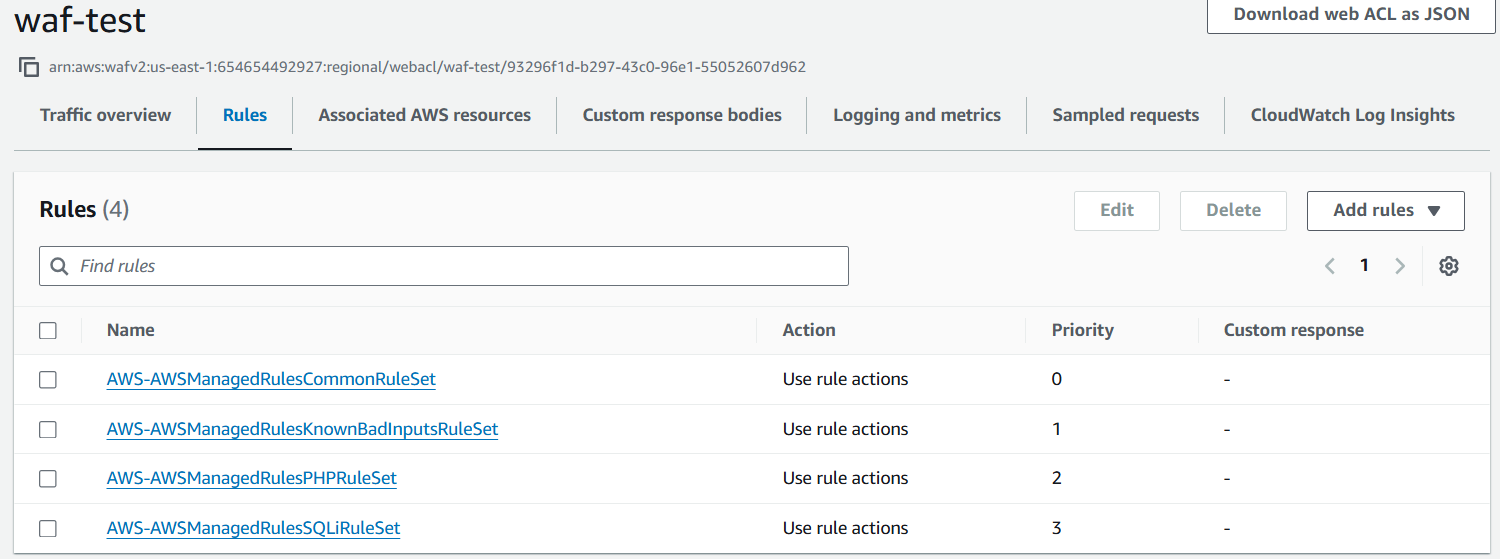 waf-test
Download web ACL as JSON
arn:aws:wafv2:us-east-1:654654492927:regional/webacl/waf-test/93296f1d-b297-43c0-96e1-55052607d962
Traffic overview Rules Associated AWS resources Custom response bodies Logging and metrics Sampled requests CloudWatch Log Insights
Rules (4) Edit Delete Add rules
Find rules 1
Name Action Priority Custom response
AWS-AWSManagedRulesCommonRuleSet Use rule actions 0 -
AWS-AWSManagedRulesKnownBadInputsRuleSet Use rule actions 1 -
AWS-AWSManagedRulesPHPRuleSet Use rule actions 2 -
AWS-AWSManagedRulesSQLiRuleSet Use rule actions 3 -